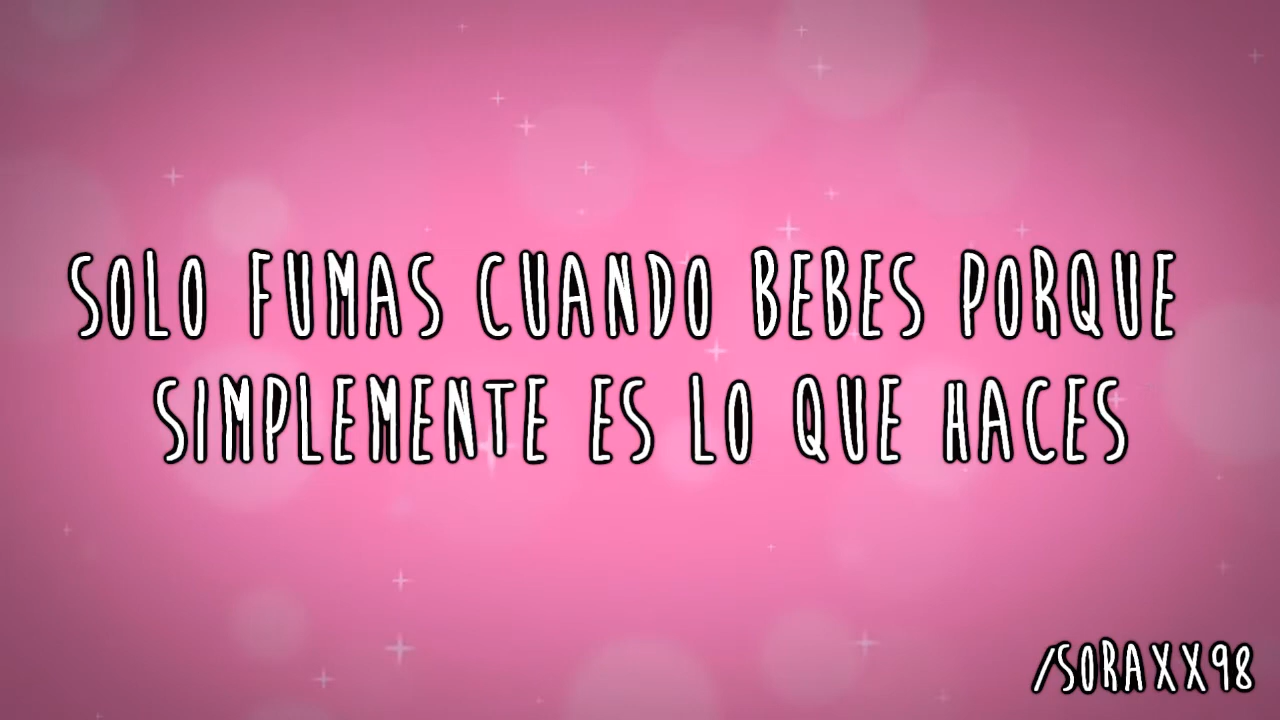 SOLO FUMAS CUANDO BEBES PORQUE
SIMPLEMENTE ES LO QUE HACES
/SORAXX98